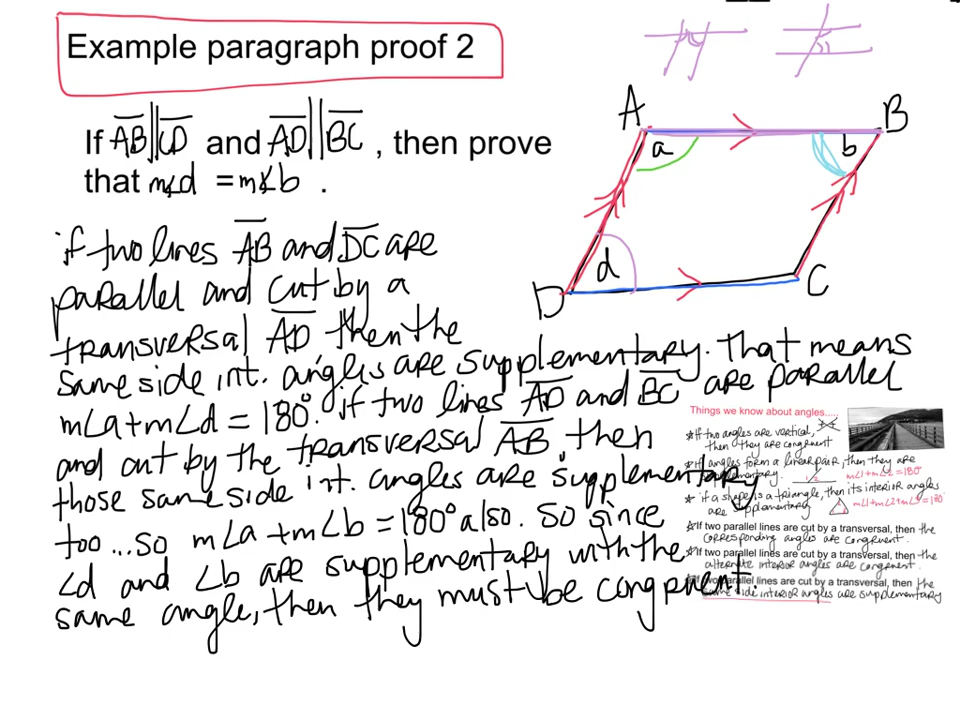 Example paragraph proof 2
If AB||CD and AD||BC, then prove
that m∠d = m∠b.
A
B
a
b
d
D
C
if two lines AB and DC are
parallel and cut by a
transversal AD then the
same side int. angles are supplementary. That means
m∠a + m∠d = 180°. if two lines AD and BC are parallel
and cut by the transversal AB, then
those same side int. angles are supplementary
too...so m∠a + m∠b = 180° also. So since
∠d and ∠b are supplementary with the
same angle, then they must be congruent.
Things we know about angles.....
*If two angles are vertical,
then they are congruent
*If angles form a linear pair, then they are
supplementary. 1/2 m∠1+m∠2=180°
*if a shape is a triangle, then its interior angles
are supplementary m∠1+m∠2+m∠3=180
*If two parallel lines are cut by a transversal, then the
corresponding angles are congruent.
*If two parallel lines are cut by a transversal, then the
alternate interior angles are congruent.
*If two parallel lines are cut by a transversal, then the
same side interior angles are supplementary